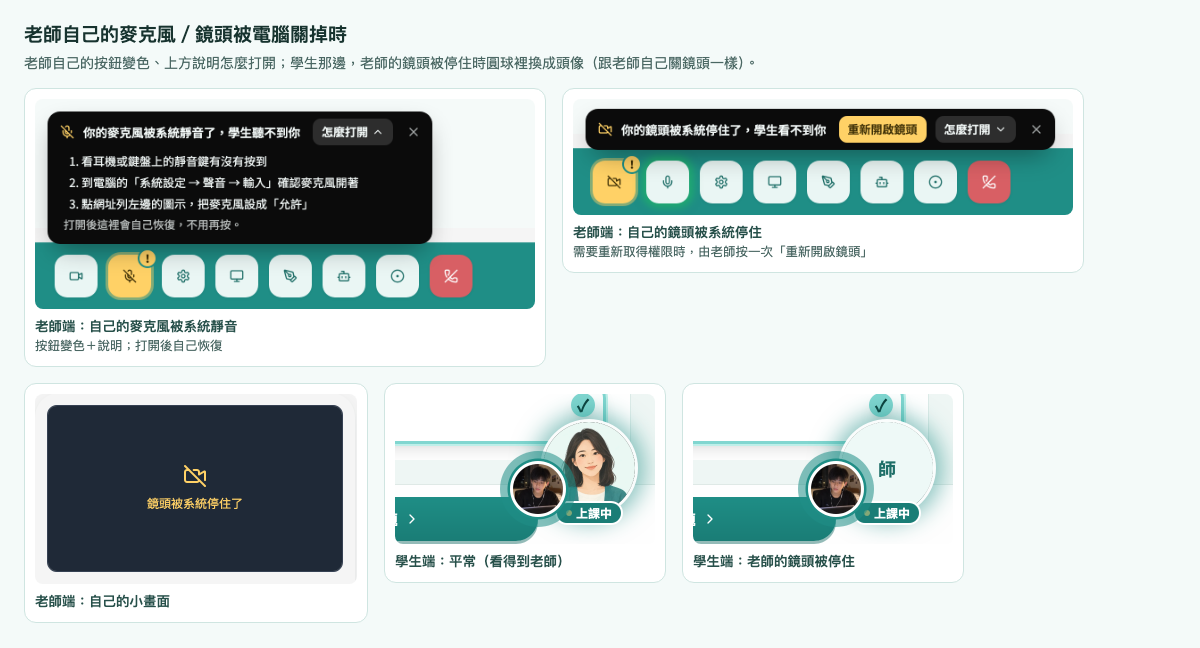 老師自己的麥克風 / 鏡頭被電腦關掉時
老師自己的按鈕變色、上方說明怎麼打開；學生那邊，老師的鏡頭被停住時圓球裡換成頭像（跟老師自己關鏡頭一樣）。
你的麥克風被系統靜音了，學生聽不到你 怎麼打開
1. 看耳機或鍵盤上的靜音鍵有沒有按到
2. 到電腦的「系統設定 → 聲音 → 輸入」確認麥克風開著
3. 點網址列左邊的圖示，把麥克風設成「允許」
打開後這裡會自己恢復，不用再按。
!
老師端：自己的麥克風被系統靜音
按鈕變色＋說明；打開後自己恢復
你的鏡頭被系統停住了，學生看不到你 重新開啟鏡頭 怎麼打開
!
老師端：自己的鏡頭被系統停住
需要重新取得權限時，由老師按一次「重新開啟鏡頭」
鏡頭被系統停住了
老師端：自己的小畫面
上課中
學生端：平常（看得到老師）
師
上課中
學生端：老師的鏡頭被停住